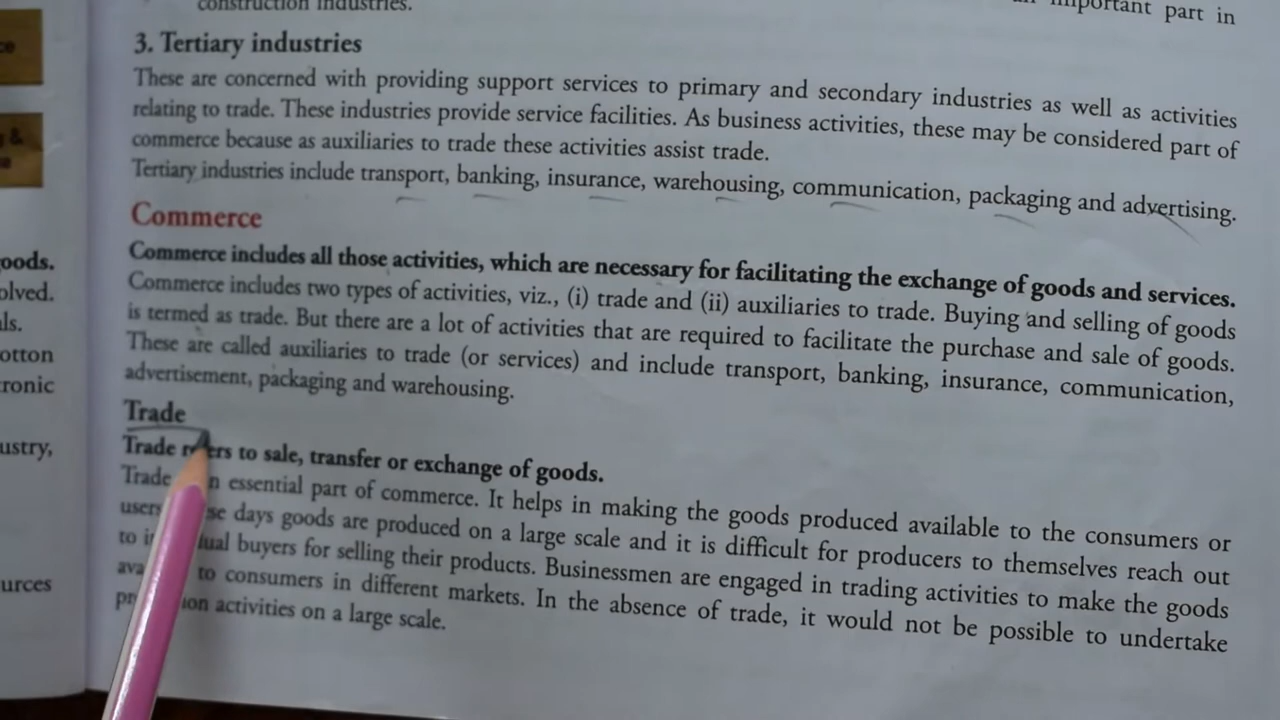 construction industries.
important part in
3. Tertiary industries
These are concerned with providing support services to primary and secondary industries as well as activities
relating to trade. These industries provide service facilities. As business activities, these may be considered part of
commerce because as auxiliaries to trade these activities assist trade.
Tertiary industries include transport, banking, insurance, warehousing, communication, packaging and advertising.
Commerce
Commerce includes all those activities, which are necessary for facilitating the exchange of goods and services.
Commerce includes two types of activities, viz., (i) trade and (ii) auxiliaries to trade. Buying and selling of goods
is termed as trade. But there are a lot of activities that are required to facilitate the purchase and sale of goods.
These are called auxiliaries to trade (or services) and include transport, banking, insurance, communication,
advertisement, packaging and warehousing.
Trade
Trade refers to sale, transfer or exchange of goods.
Trade essential part of commerce. It helps in making the goods produced available to the consumers or
days goods are produced on a large scale and it is difficult for producers to themselves reach out
to buyers for selling their products. Businessmen are engaged in trading activities to make the goods
to consumers in different markets. In the absence of trade, it would not be possible to undertake
activities on a large scale.
oods.
olved.
ls.
otton
ronic
ustry,
urces